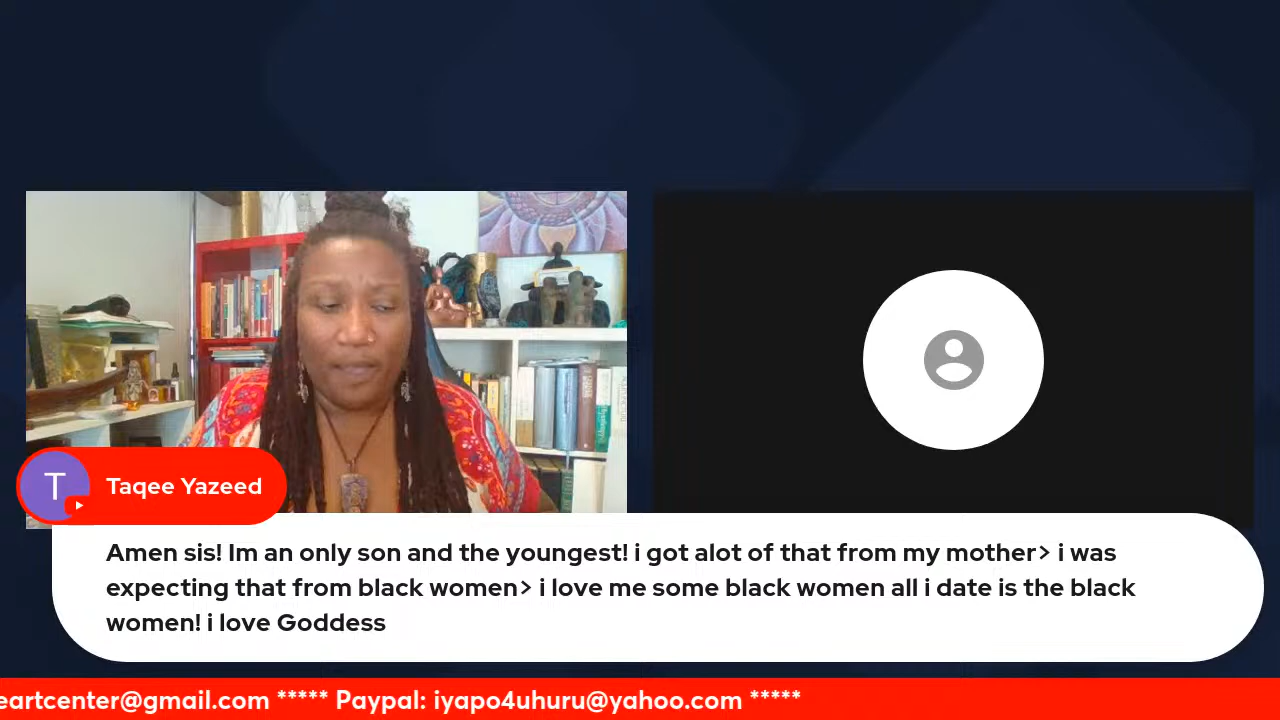 T
Taqee Yazeed
Amen sis! Im an only son and the youngest! i got alot of that from my mother> i was
expecting that from black women> i love me some black women all i date is the black
women! i love Goddess
eartcenter@gmail.com ***** Paypal: iyapo4uhuru@yahoo.com *****